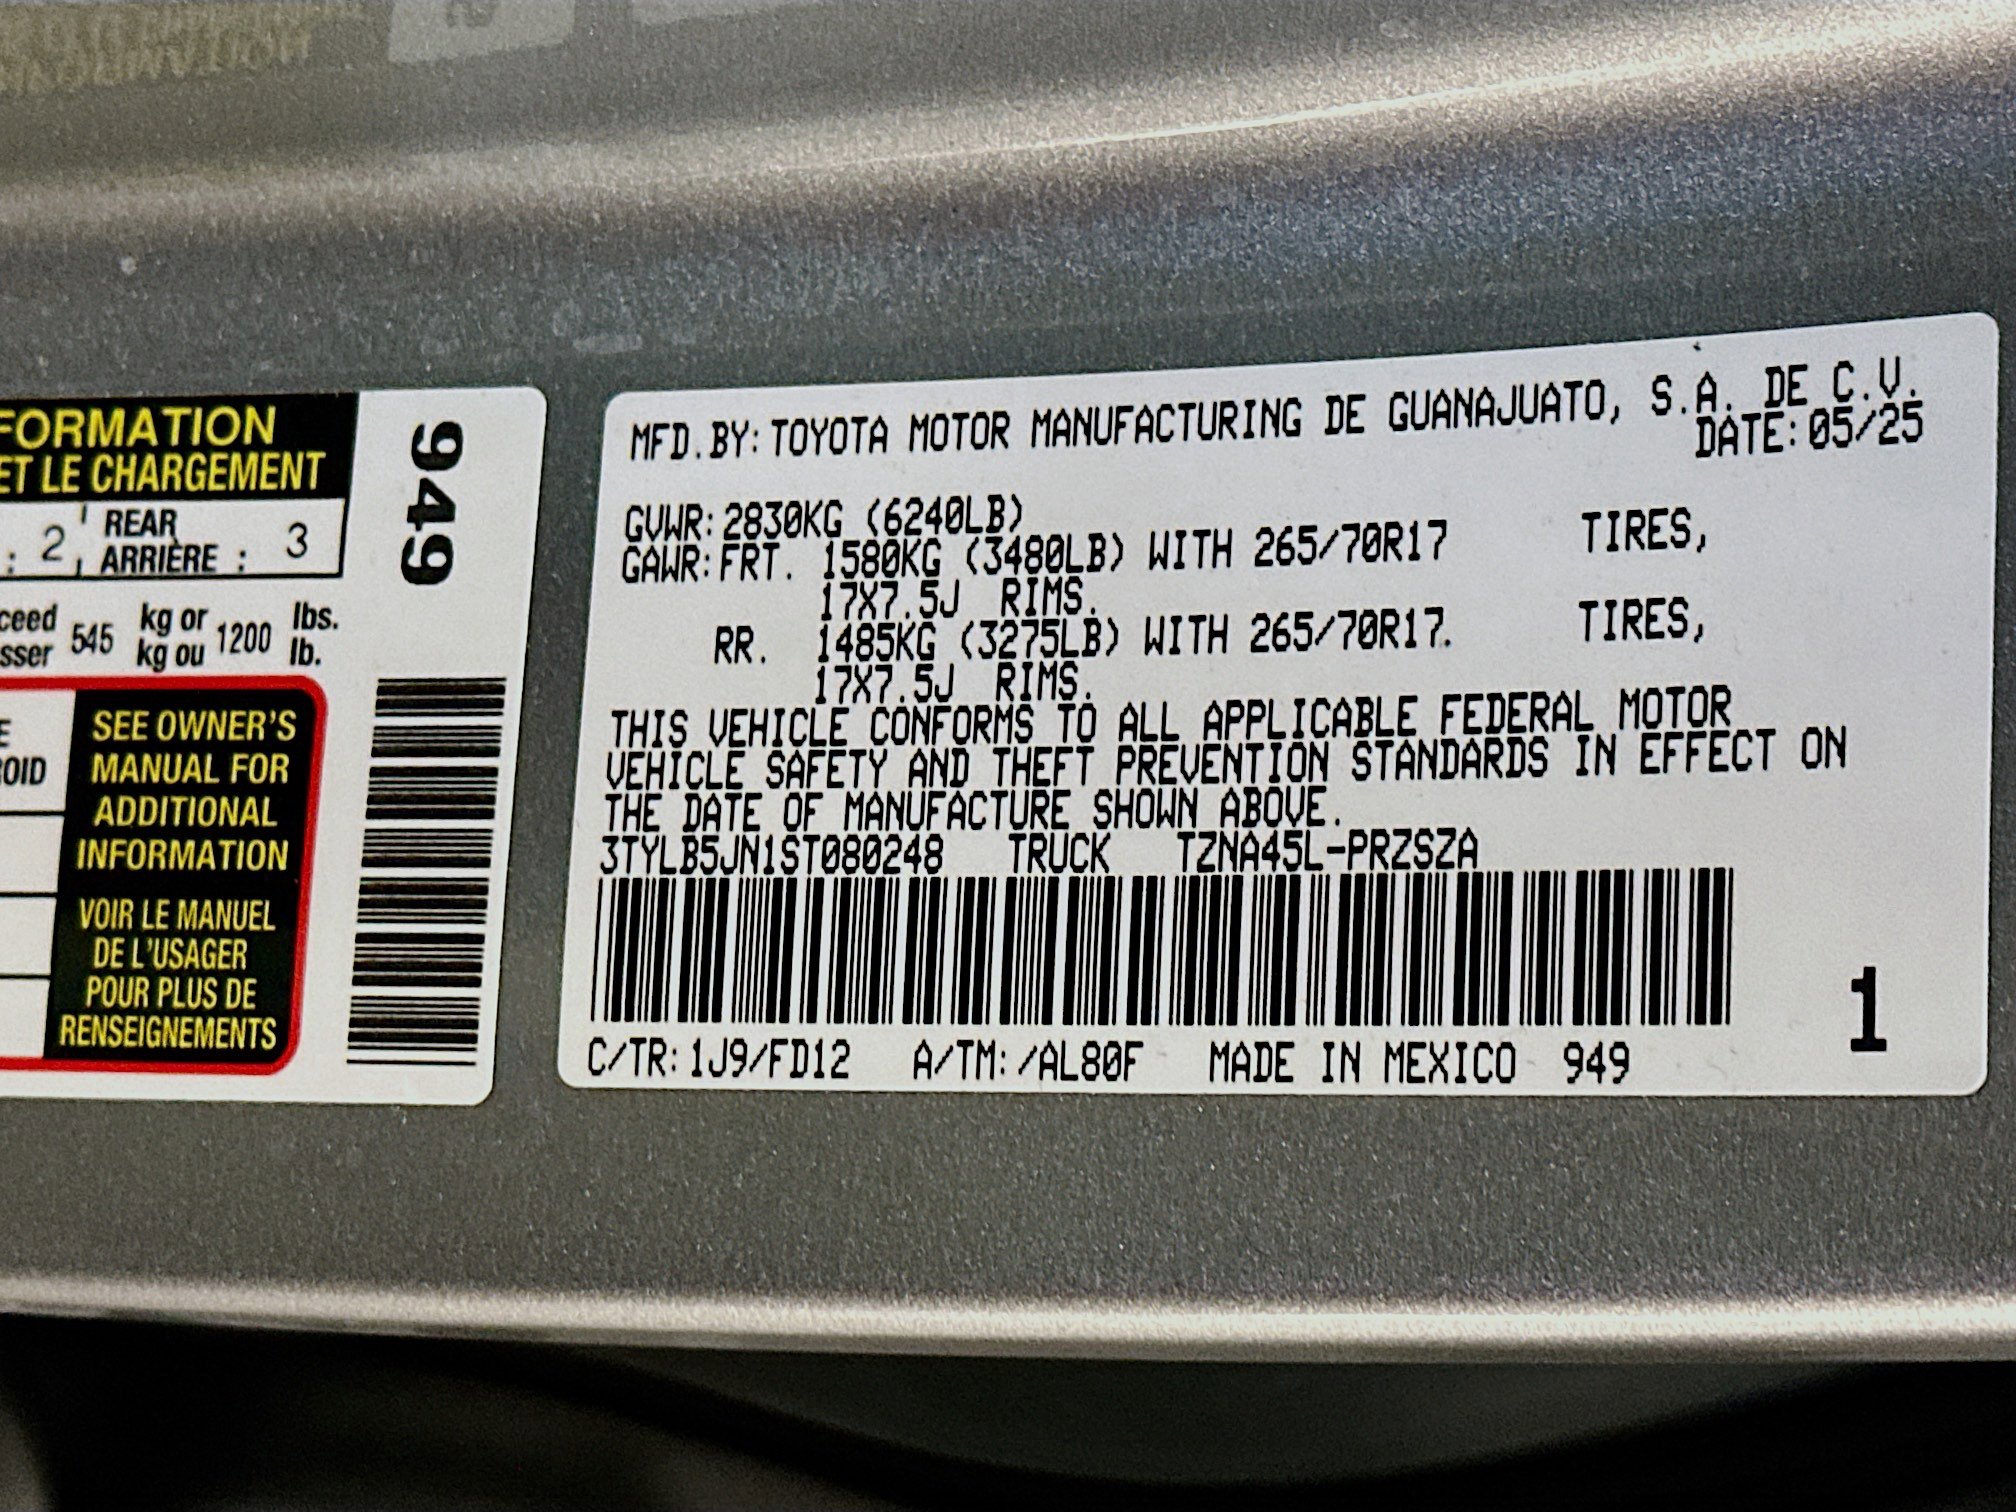 FORMATION
ET LE CHARGEMENT
: 2 REAR
ARRIÈRE : 3
545 kg or 1200 lbs.
kg ou lb.
SEE OWNER'S
MANUAL FOR
ADDITIONAL
INFORMATION
VOIR LE MANUEL
DE L'USAGER
POUR PLUS DE
RENSEIGNEMENTS
949
MFD.BY:TOYOTA MOTOR MANUFACTURING DE GUANAJUATO, S.A. DE C.V.
DATE:05/25
GVWR:2830KG (6240LB)
GAWR:FRT. 1580KG (3480LB) WITH 265/70R17 TIRES,
17X7.5J RIMS.
RR. 1485KG (3275LB) WITH 265/70R17. TIRES,
17X7.5J RIMS.
THIS VEHICLE CONFORMS TO ALL APPLICABLE FEDERAL MOTOR
VEHICLE SAFETY AND THEFT PREVENTION STANDARDS IN EFFECT ON
THE DATE OF MANUFACTURE SHOWN ABOVE.
3TYLB5JN1ST080248 TRUCK TZNA45L-PRZSZA
C/TR:1J9/FD12 A/TM:/AL80F MADE IN MEXICO 949
1